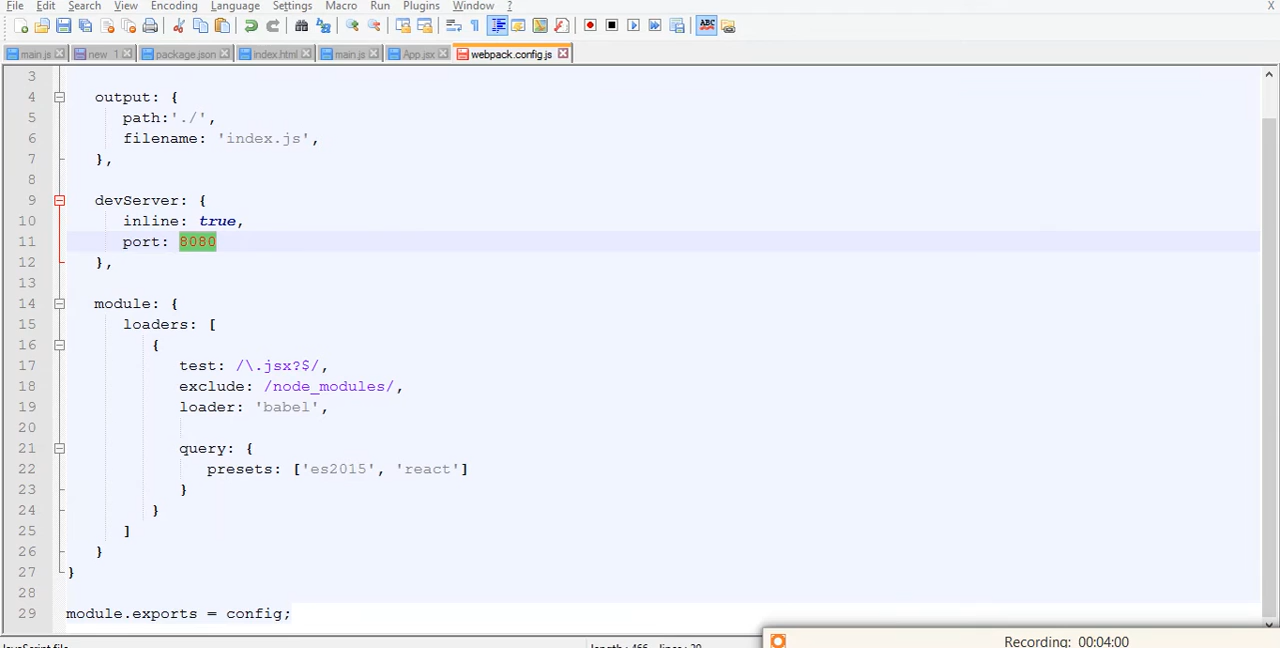 File Edit Search View Encoding Language Settings Macro Run Plugins Window ? X
main.js new 1 package.json index.html main.js App.jsx webpack.config.js
3
4 output: {
5 path:'./',
6 filename: 'index.js',
7 },
8
9 devServer: {
10 inline: true,
11 port: 8080
12 },
13
14 module: {
15 loaders: [
16 {
17 test: /\.jsx?$/,
18 exclude: /node_modules/,
19 loader: 'babel',
20
21 query: {
22 presets: ['es2015', 'react']
23 }
24 }
25 ]
26 }
27 }
28
29 module.exports = config;
Recording: 00:04:00